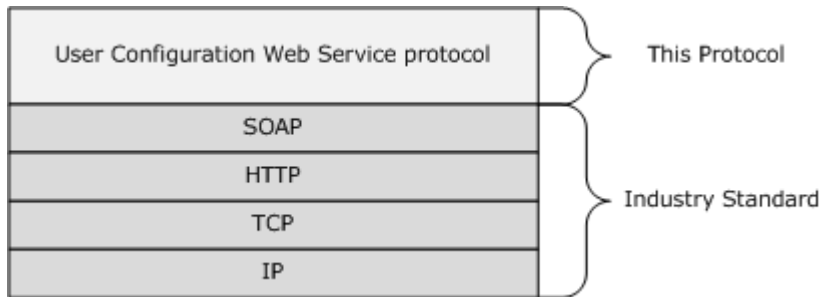 User Configuration Web Service protocol
This Protocol
SOAP
HTTP
Industry Standard
TCP
IP